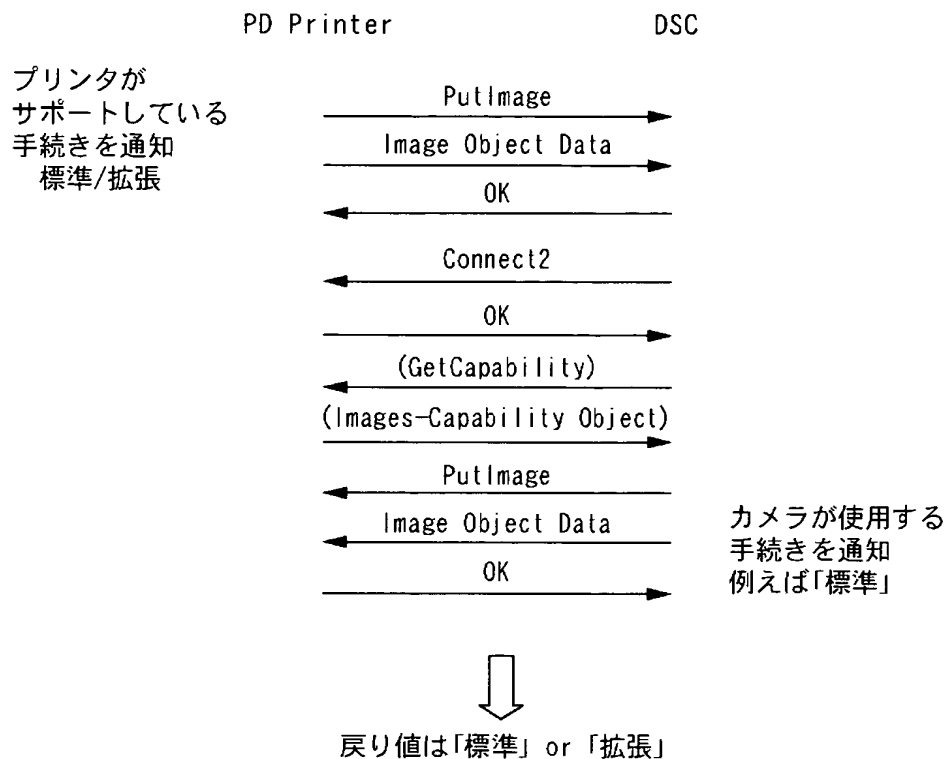 PD Printer DSC
プリンタが
サポートしている
手続きを通知
標準/拡張
PutImage
Image Object Data
OK
Connect2
OK
(GetCapability)
(Images-Capability Object)
PutImage
Image Object Data
OK
カメラが使用する
手続きを通知
例えば「標準」
戻り値は「標準」 or 「拡張」